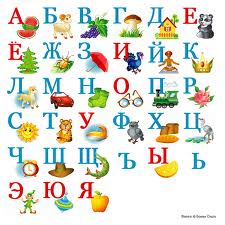 А Б В Г Д Е
Ё Ж З И Й К
Л М Н О П Р
С Т У Ф Х Ц
Ч Ш Щ Ъ Ы Ь
Э Ю Я